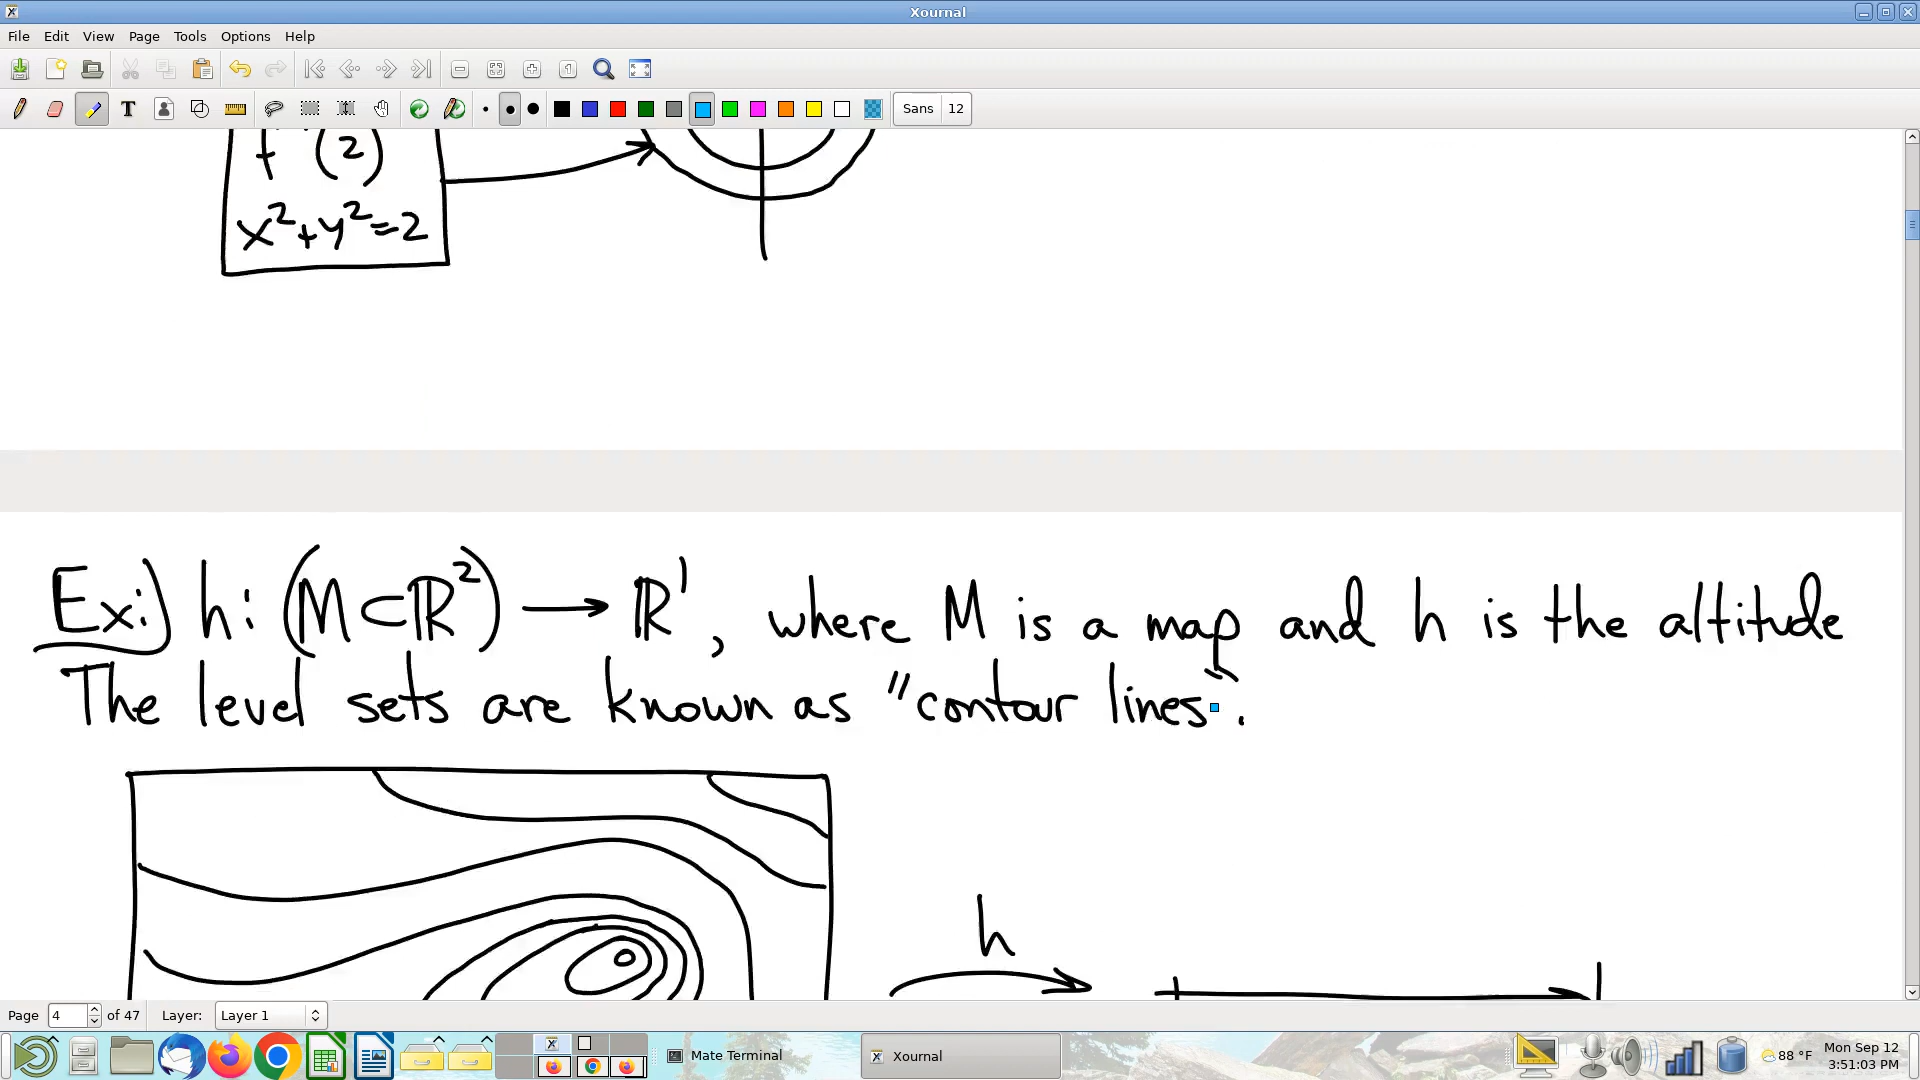 Xournal
File Edit View Page Tools Options Help
Sans 12
f (2)
x²+y²=2
Ex:) h: (M⊂ℝ²) → ℝ¹, where M is a map and h is the altitude
The level sets are known as "contour lines".
h
Page 4 of 47 Layer: Layer 1
Mate Terminal Xournal 88 °F Mon Sep 12
3:51:03 PM